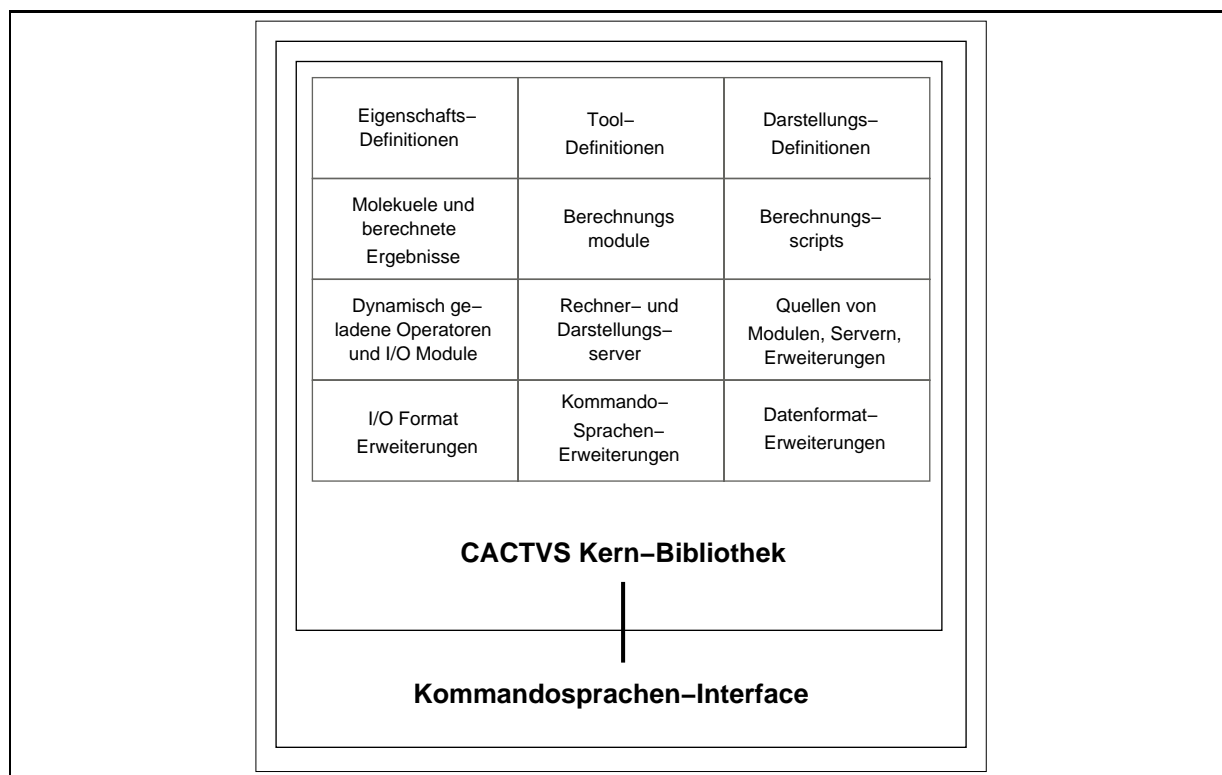 Eigenschafts–
Definitionen
Tool–
Definitionen
Darstellungs–
Definitionen
Molekuele und
berechnete
Ergebnisse
Berechnungs
module
Berechnungs–
scripts
Dynamisch ge–
ladene Operatoren
und I/O Module
Rechner– und
Darstellungs–
server
Quellen von
Modulen, Servern,
Erweiterungen
I/O Format
Erweiterungen
Kommando–
Sprachen–
Erweiterungen
Datenformat–
Erweiterungen
CACTVS Kern–Bibliothek
Kommandosprachen–Interface